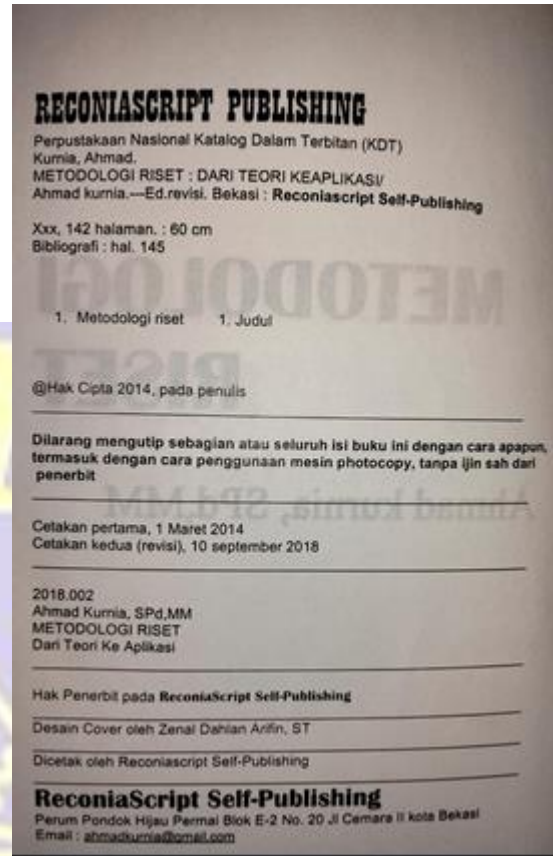 RECONIASCRIPT PUBLISHING
Perpustakaan Nasional Katalog Dalam Terbitan (KDT)
Kurnia, Ahmad.
METODOLOGI RISET : DARI TEORI KEAPLIKASI/
Ahmad kurnia.—Ed.revisi. Bekasi : Reconiascript Self-Publishing
Xxx, 142 halaman. : 60 cm
Bibliografi : hal. 145
METODOLOGI
RISET
1. Metodologi riset 1. Judul
@Hak Cipta 2014, pada penulis
Dilarang mengutip sebagian atau seluruh isi buku ini dengan cara apapun,
termasuk dengan cara penggunaan mesin photocopy, tanpa ijin sah dari
penerbit
Ahmad kurnia, SPd,MM
Cetakan pertama, 1 Maret 2014
Cetakan kedua (revisi), 10 september 2018
2018.002
Ahmad Kurnia, SPd,MM
METODOLOGI RISET
Dari Teori Ke Aplikasi
Hak Penerbit pada ReconiaScript Self-Publishing
Desain Cover oleh Zenal Dahlan Arifin, ST
Dicetak oleh Reconiascript Self-Publishing
ReconiaScript Self-Publishing
Perum Pondok Hijau Permai Blok E-2 No. 20 Jl Cemara II kota Bekasi
Email : ahmadkurnia@gmail.com